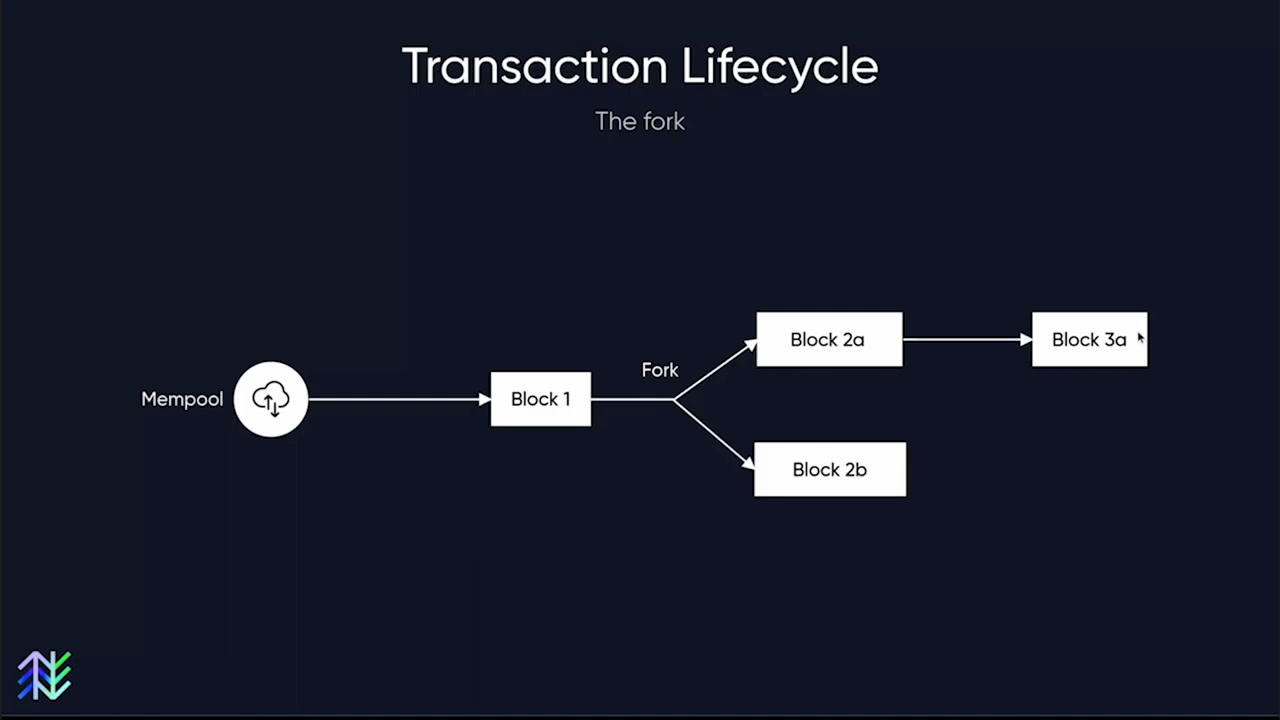 Transaction Lifecycle
The fork
Mempool
Block 1
Fork
Block 2a
Block 3a
Block 2b